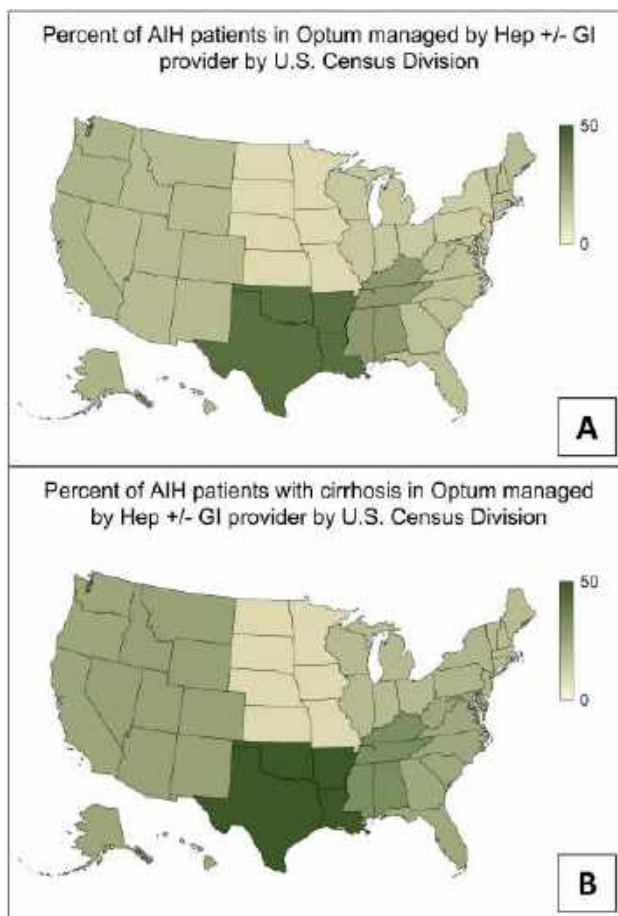 Percent of AIH patients in Optum managed by Hep +/- GI
provider by U.S. Census Division
50
0
A
Percent of AIH patients with cirrhosis in Optum managed
by Hep +/- GI provider by U.S. Census Division
50
0
B